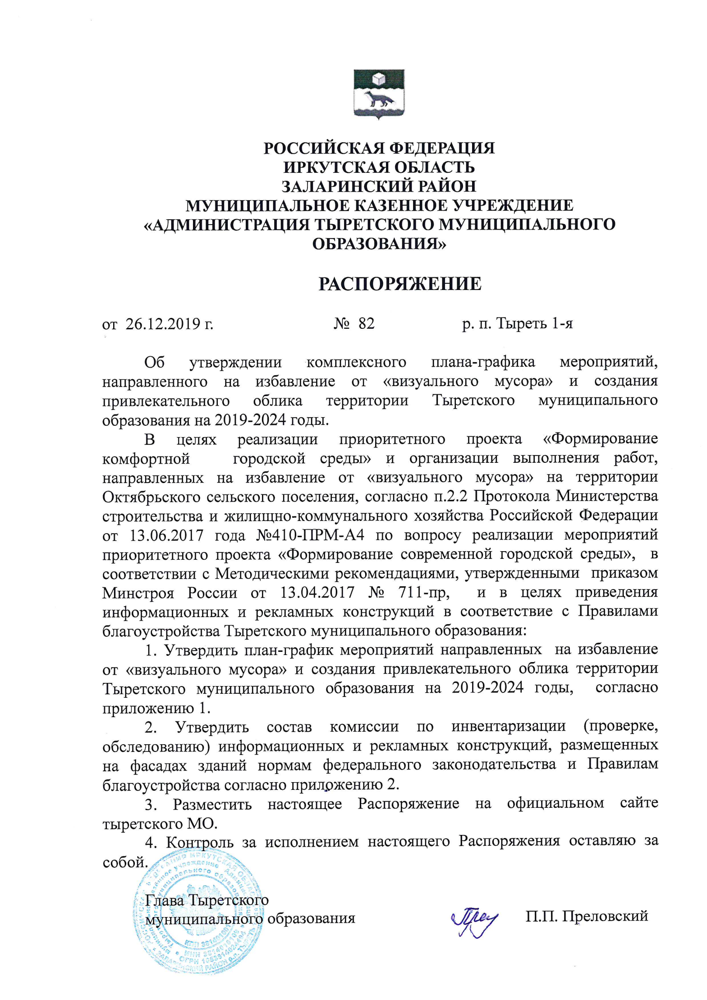 РОССИЙСКАЯ ФЕДЕРАЦИЯ
ИРКУТСКАЯ ОБЛАСТЬ
ЗАЛАРИНСКИЙ РАЙОН
МУНИЦИПАЛЬНОЕ КАЗЕННОЕ УЧРЕЖДЕНИЕ
«АДМИНИСТРАЦИЯ ТЫРЕТСКОГО МУНИЦИПАЛЬНОГО
ОБРАЗОВАНИЯ»
РАСПОРЯЖЕНИЕ
от 26.12.2019 г. № 82 р. п. Тыреть 1-я
Об утверждении комплексного плана-графика мероприятий,
направленного на избавление от «визуального мусора» и создания
привлекательного облика территории Тыретского муниципального
образования на 2019-2024 годы.
В целях реализации приоритетного проекта «Формирование
комфортной городской среды» и организации выполнения работ,
направленных на избавление от «визуального мусора» на территории
Октябрьского сельского поселения, согласно п.2.2 Протокола Министерства
строительства и жилищно-коммунального хозяйства Российской Федерации
от 13.06.2017 года №410-ПРМ-А4 по вопросу реализации мероприятий
приоритетного проекта «Формирование современной городской среды», в
соответствии с Методическими рекомендациями, утвержденными приказом
Минстроя России от 13.04.2017 № 711-пр, и в целях приведения
информационных и рекламных конструкций в соответствие с Правилами
благоустройства Тыретского муниципального образования:
1. Утвердить план-график мероприятий направленных на избавление
от «визуального мусора» и создания привлекательного облика территории
Тыретского муниципального образования на 2019-2024 годы, согласно
приложению 1.
2. Утвердить состав комиссии по инвентаризации (проверке,
обследованию) информационных и рекламных конструкций, размещенных
на фасадах зданий нормам федерального законодательства и Правилам
благоустройства согласно приложению 2.
3. Разместить настоящее Распоряжение на официальном сайте
тыретского МО.
4. Контроль за исполнением настоящего Распоряжения оставляю за
собой.
Глава Тыретского
муниципального образования П.П. Преловский